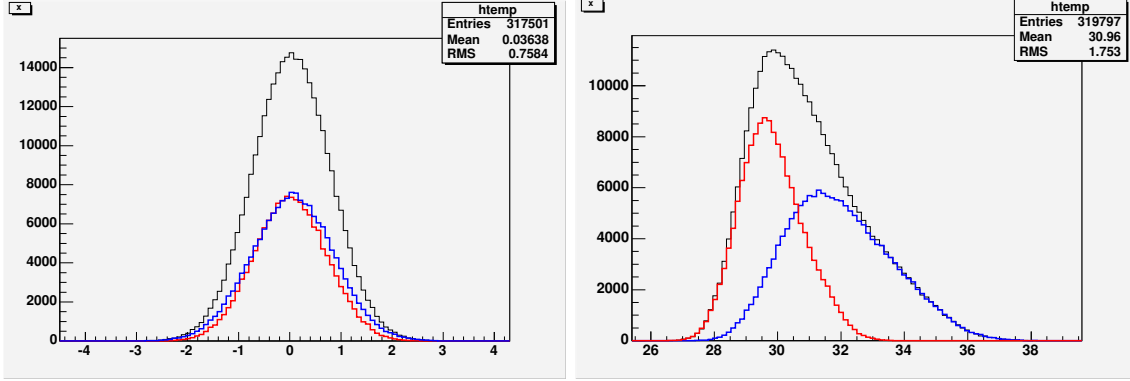 x
htemp
Entries 317501
Mean 0.03638
RMS 0.7584
14000
12000
10000
8000
6000
4000
2000
0
-4 -3 -2 -1 0 1 2 3 4
x
htemp
Entries 319797
Mean 30.96
RMS 1.753
10000
8000
6000
4000
2000
0
26 28 30 32 34 36 38